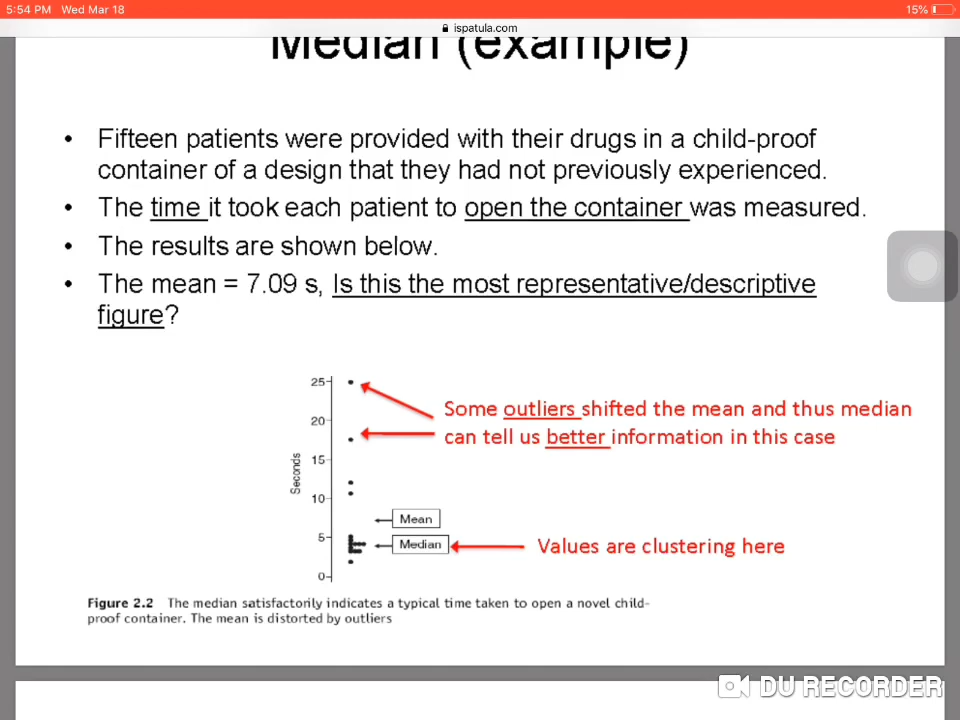 5:54 PM Wed Mar 18
15%
ispatula.com
Median (example)
• Fifteen patients were provided with their drugs in a child-proof
container of a design that they had not previously experienced.
• The time it took each patient to open the container was measured.
• The results are shown below.
• The mean = 7.09 s, Is this the most representative/descriptive
figure?
25
20
15
10
5
0
Seconds
Some outliers shifted the mean and thus median
can tell us better information in this case
Mean
Median
Values are clustering here
Figure 2.2 The median satisfactorily indicates a typical time taken to open a novel child-
proof container. The mean is distorted by outliers
DU RECORDER